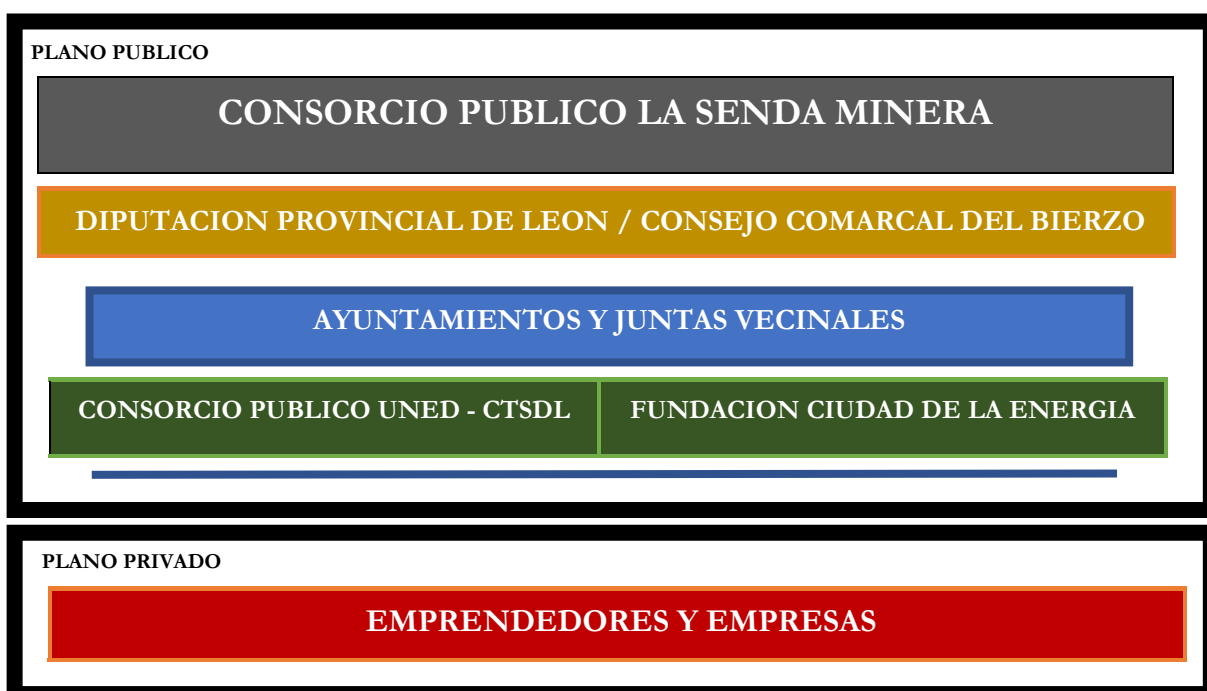 PLANO PUBLICO
CONSORCIO PUBLICO LA SENDA MINERA
DIPUTACION PROVINCIAL DE LEON / CONSEJO COMARCAL DEL BIERZO
AYUNTAMIENTOS Y JUNTAS VECINALES
CONSORCIO PUBLICO UNED - CTSDL
FUNDACION CIUDAD DE LA ENERGIA
PLANO PRIVADO
EMPRENDEDORES Y EMPRESAS